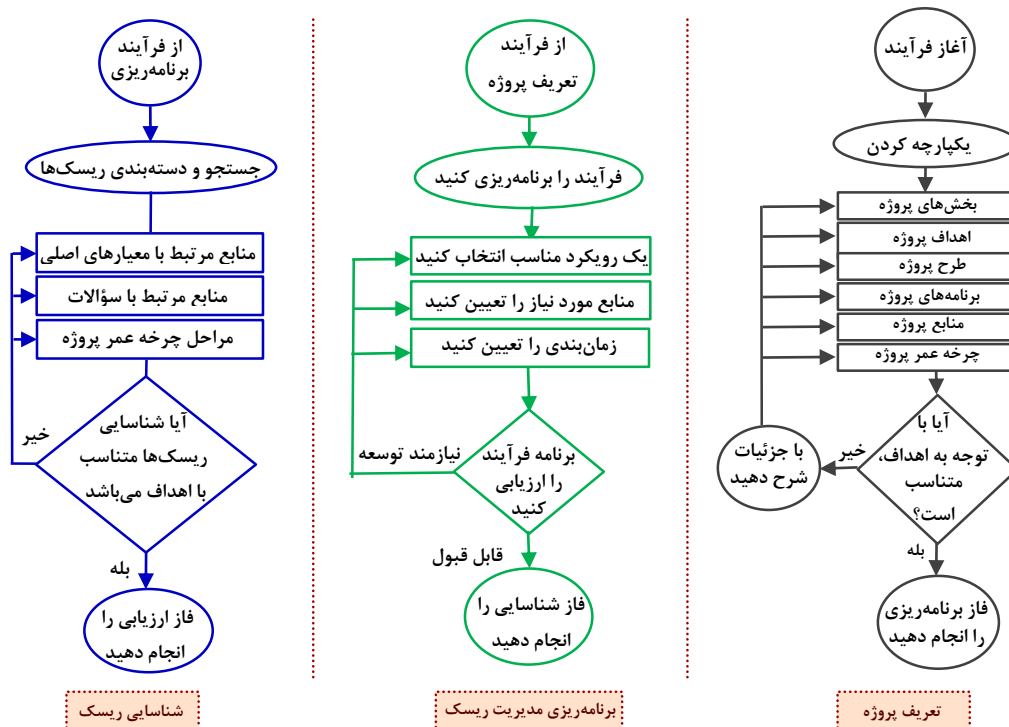 آغاز فرآیند
یکپارچه کردن
بخش‌های پروژه
اهداف پروژه
طرح پروژه
برنامه‌های پروژه
منابع پروژه
چرخه عمر پروژه
آیا با
توجه به اهداف،
متناسب
است؟
خیر
با جزئیات
شرح دهید
بله
فاز برنامه‌ریزی
را انجام دهید
تعریف پروژه
از فرآیند
تعریف پروژه
فرآیند را برنامه‌ریزی کنید
یک رویکرد مناسب انتخاب کنید
منابع مورد نیاز را تعیین کنید
زمان‌بندی را تعیین کنید
برنامه فرآیند
را ارزیابی
کنید
نیازمند توسعه
قابل قبول
فاز شناسایی را
انجام دهید
برنامه‌ریزی مدیریت ریسک
از فرآیند
برنامه‌ریزی
جستجو و دسته‌بندی ریسک‌ها
منابع مرتبط با معیارهای اصلی
منابع مرتبط با سؤالات
مراحل چرخه عمر پروژه
آیا شناسایی
ریسک‌ها متناسب
با اهداف می‌باشد
خیر
بله
فاز ارزیابی را
انجام دهید
شناسایی ریسک